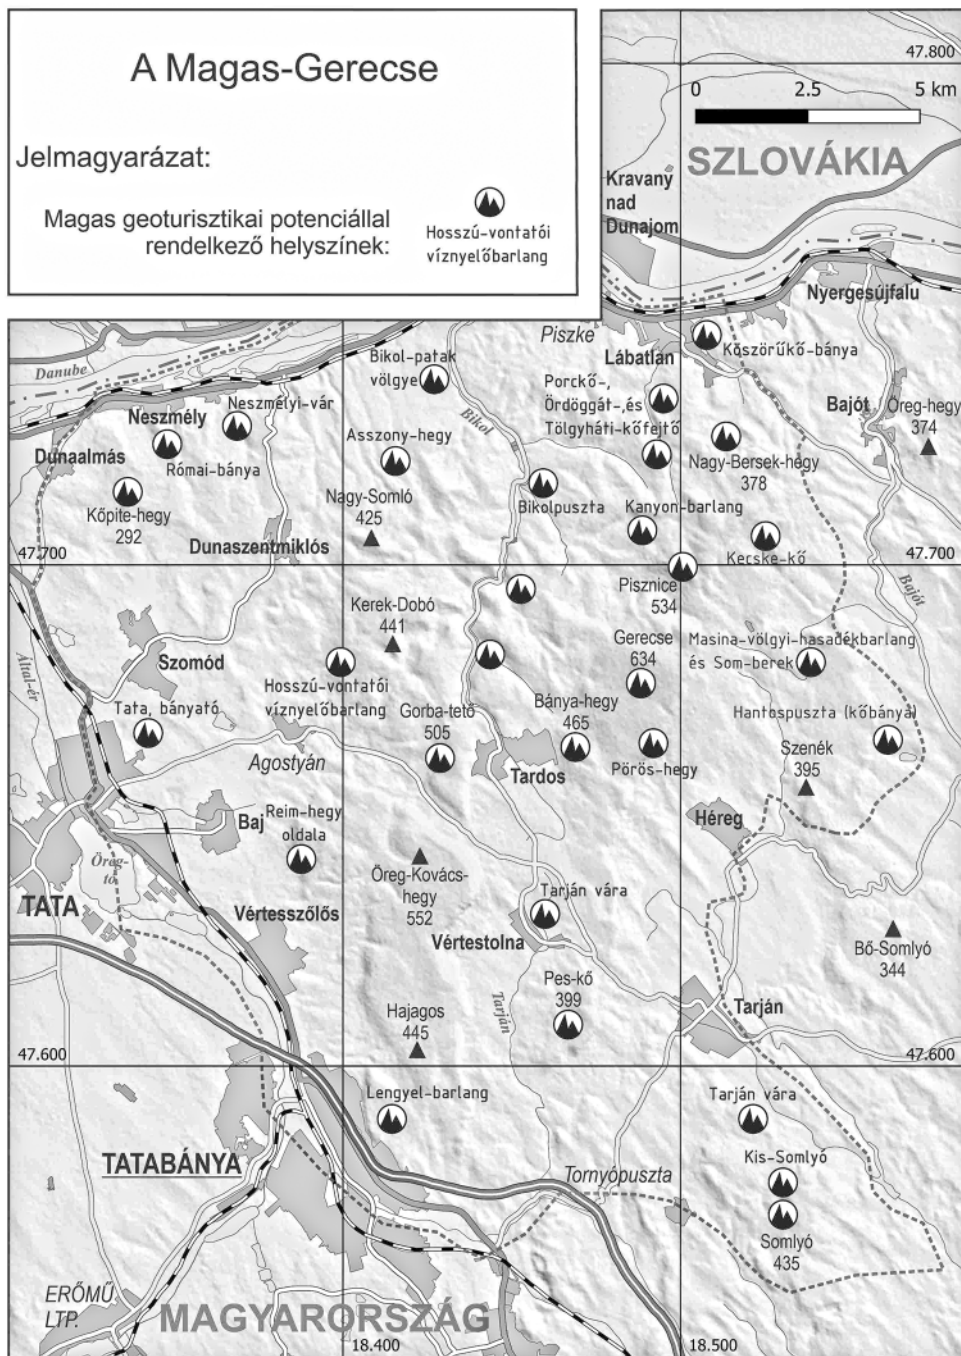 A Magas-Gerecse
Jelmagyarázat:
Magas geoturisztikai potenciállal
rendelkező helyszínek:
Hosszú-vontatói
víznyelőbarlang
47.800
0 2.5 5 km
SZLOVÁKIA
Kravany
nad
Dunajom
Nyergesújfalu
Piszke
Lábatlan
Köszörűkő-bánya
Danube
Bikol-patak
völgye
Porckő-,
Ördöggát-,és
Tölgyháti-kőfejtő
Bajót
Öreg-hegy
374
Neszmélyi-vár
Neszmély
Római-bánya
Dunaalmás
Kőpite-hegy
292
Asszony-hegy
Bikol
Nagy-Somló
425
Nagy-Bersek-hegy
378
Bikolpuszta
Kanyon-barlang
Dunaszentmiklós
Kecske-kő
47.700
47.700
Pisznice
534
Bajót
Kerek-Dobó
441
Gerecse
634
Masina-völgyi-hasadékbarlang
és Som-berek
Szomód
Által-ér
Hosszú-vontatói
víznyelőbarlang
Tata, bányató
Gorba-tető
505
Bánya-hegy
465
Hantospuszta (kőbánya)
Agostyán
Tardos
Pörös-hegy
Szenék
395
Baj
Reim-hegy
oldala
Héreg
Öreg-
tó
TATA
Öreg-Kovács-
hegy
552
Tarján vára
Vértesszőlős
Vértestolna
Bő-Somlyó
344
Pes-kő
399
Tarján
Hajagos
445
Tarján
47.600
47.600
Lengyel-barlang
Tarján vára
TATABÁNYA
Kis-Somlyó
Tornyópuszta
Somlyó
435
ERŐMŰ.
LTP.
MAGYARORSZÁG
18.400
18.500